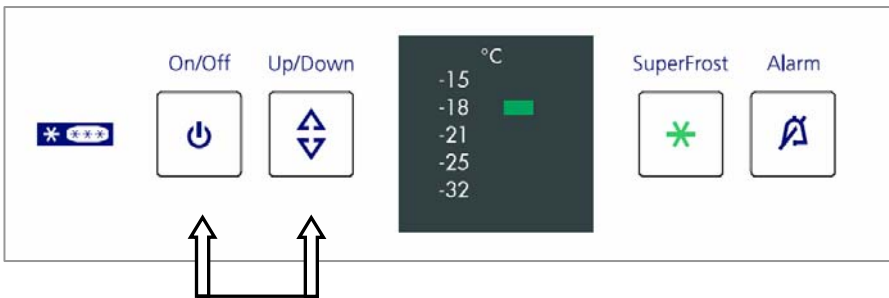 On/Off
Up/Down
°C
-15
-18
-21
-25
-32
SuperFrost
Alarm